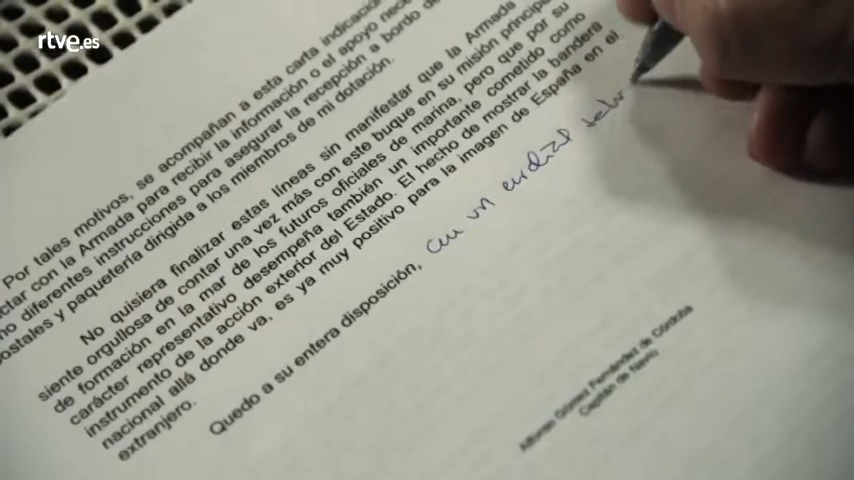 rtve.es
Por tales motivos, se acompañan a esta carta indicacion
ctar con la Armada para recibir la información o el apoyo nece
no diferentes instrucciones para asegurar la recepción a bordo de
ostales y paquetería dirigida a los miembros de mi dotación.
No quisiera finalizar estas líneas sin manifestar que la Armada
siente orgullosa de contar una vez más con este buque en su misión principal
de formación en la mar de los futuros oficiales de marina, pero que por su
carácter representativo desempeña también un importante cometido como
instrumento de la acción exterior del Estado. El hecho de mostrar la bandera
nacional allá donde va, es ya muy positivo para la imagen de España en el
extranjero.
Quedo a su entera disposición, con un cordial
Alfonso Gómez Fernández de Córdoba
Capitán de Navío